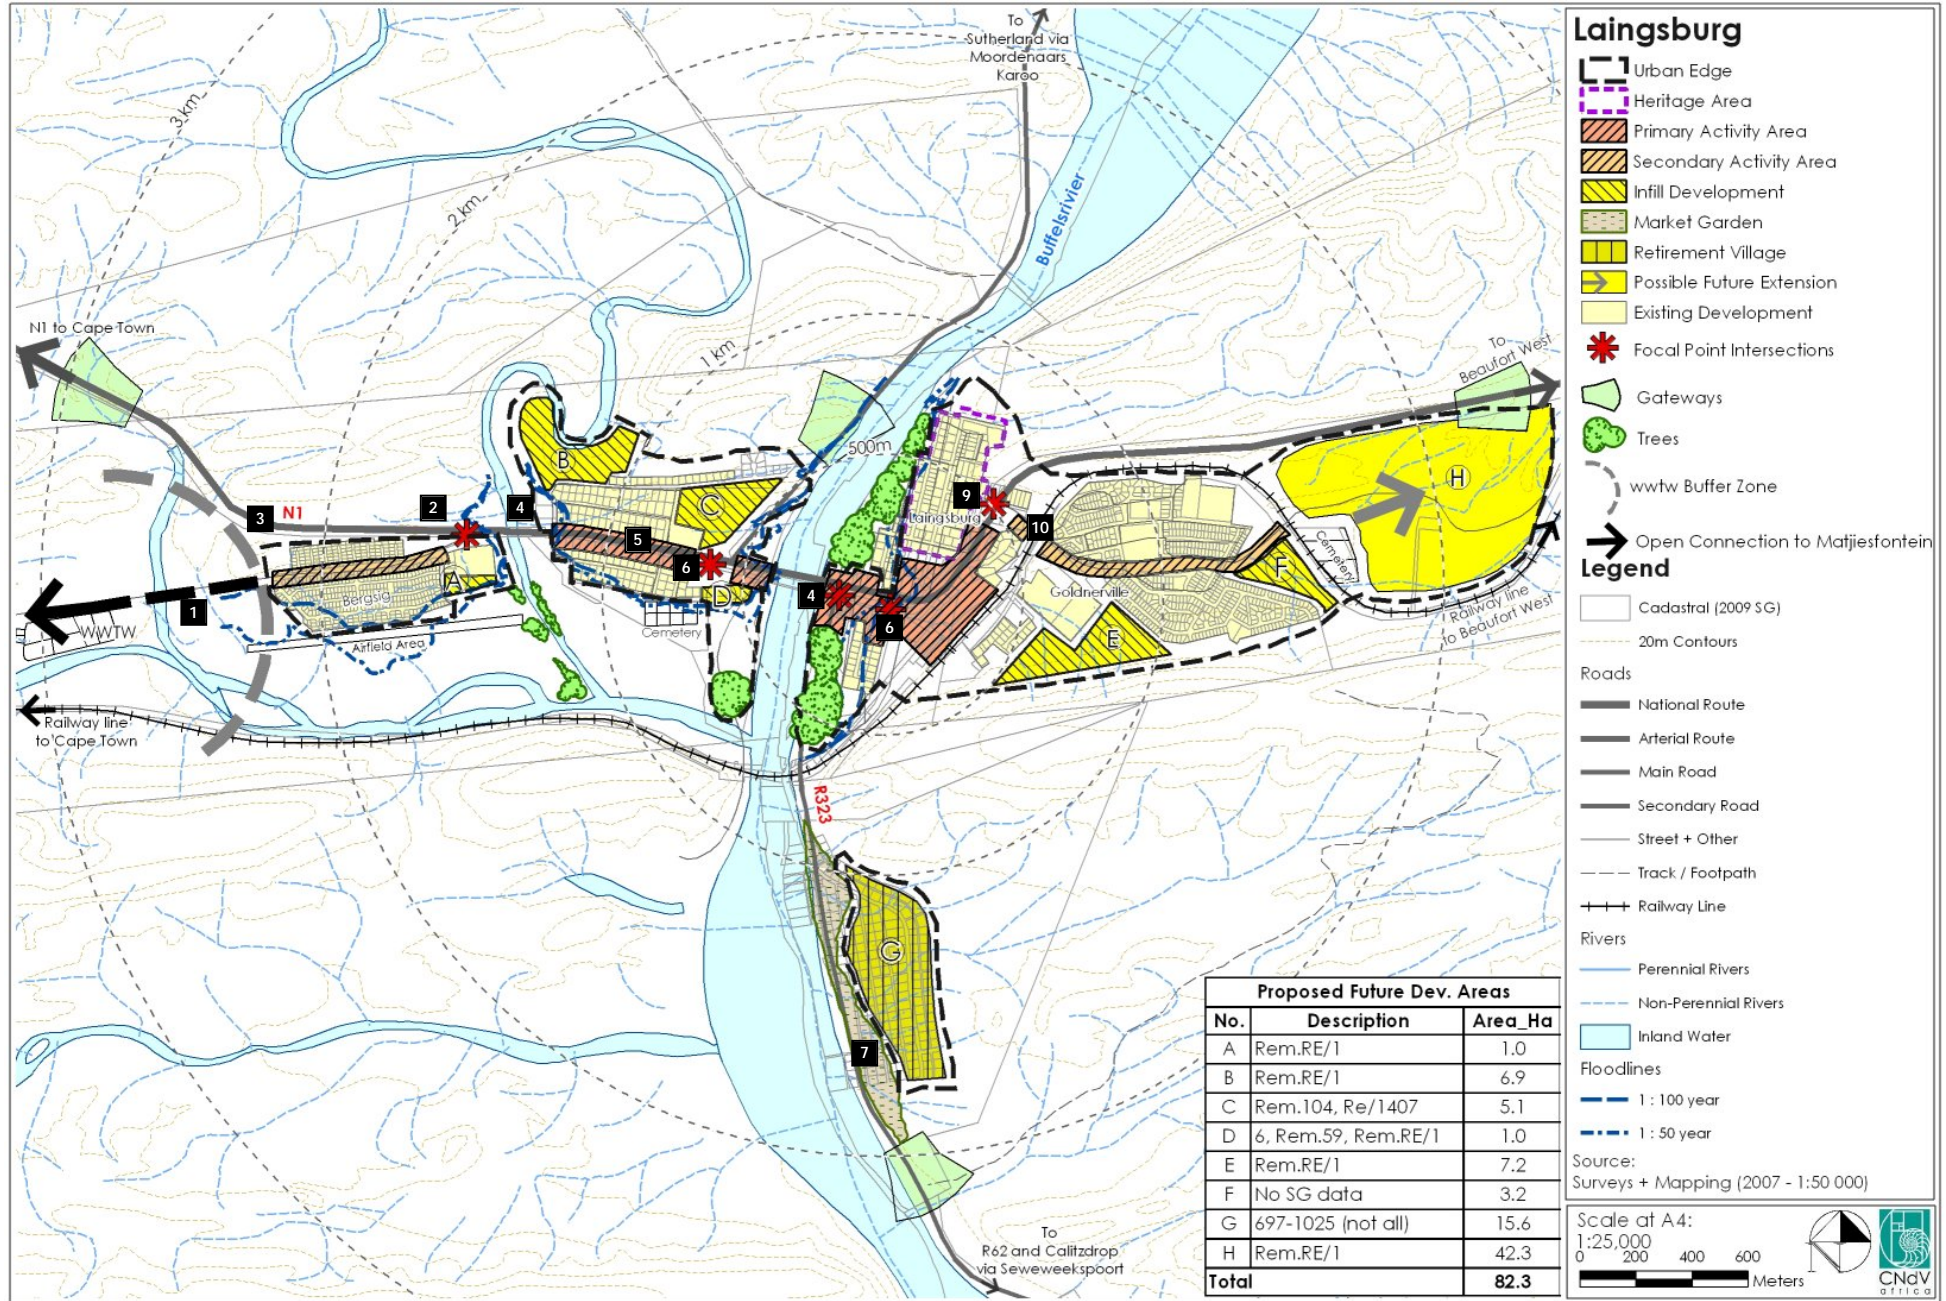 To
Sutherland via
Moordenaars
Karoo
3 km
2 km
1 km
500m
Buffelsrivier
N1 to Cape Town
To
Beaufort West
3
N1
2
4
5
6
9
10
4
6
1
7
A
B
C
D
E
F
G
H
Bergsig
WWTW
Airfield Area
Cemetery
Laingsburg
Goldnerville
Cemetery
Railway line
to Beaufort West
Railway line
to Cape Town
R323
To
R62 and Calitzdrop
via Seweweekspoort
Proposed Future Dev. Areas
No. Description Area_Ha
A Rem.RE/1 1.0
B Rem.RE/1 6.9
C Rem.104, Re/1407 5.1
D 6, Rem.59, Rem.RE/1 1.0
E Rem.RE/1 7.2
F No SG data 3.2
G 697-1025 (not all) 15.6
H Rem.RE/1 42.3
Total 82.3
Laingsburg
Urban Edge
Heritage Area
Primary Activity Area
Secondary Activity Area
Infill Development
Market Garden
Retirement Village
Possible Future Extension
Existing Development
Focal Point Intersections
Gateways
Trees
wwtw Buffer Zone
Open Connection to Matjiesfontein
Legend
Cadastral (2009 SG)
20m Contours
Roads
National Route
Arterial Route
Main Road
Secondary Road
Street + Other
Track / Footpath
Railway Line
Rivers
Perennial Rivers
Non-Perennial Rivers
Inland Water
Floodlines
1 : 100 year
1 : 50 year
Source:
Surveys + Mapping (2007 - 1:50 000)
Scale at A4:
1:25,000
0 200 400 600
Meters
CNdV
africa